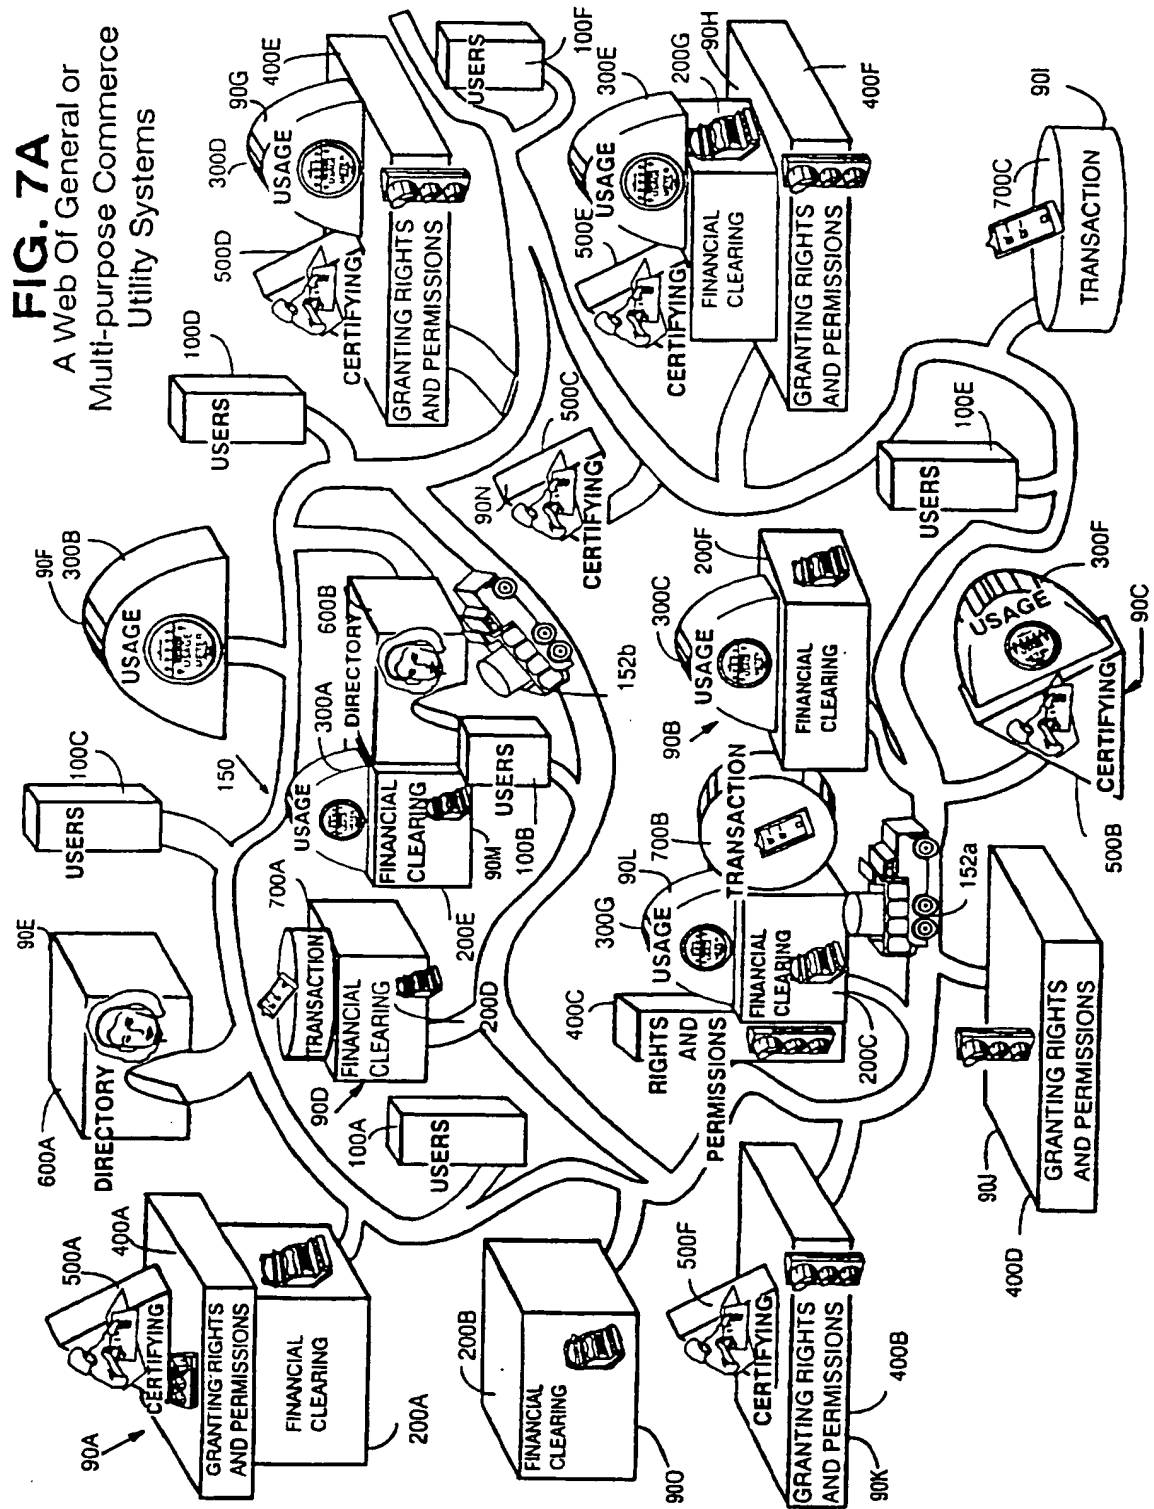 FIG. 7A
A Web Of General or
Multi-purpose Commerce
Utility Systems
90A
500A
400A
CERTIFYING
GRANTING RIGHTS
AND PERMISSIONS
FINANCIAL
CLEARING
200A
600A
90E
DIRECTORY
100C
USERS
150
90F
300B
USAGE
USAGE
METER
100D
USERS
300D
90G
400E
USAGE
500D
CERTIFYING
GRANTING RIGHTS
AND PERMISSIONS
100F
USERS
90D
700A
TRANSACTION
FINANCIAL
CLEARING
200D
100A
USERS
300A
USAGE
FINANCIAL
CLEARING
200E
90M
DIRECTORY
600B
USERS
100B
152b
90N
500C
CERTIFYING
300E
200G
90H
USAGE
500E
CERTIFYING
FINANCIAL
CLEARING
GRANTING RIGHTS
AND PERMISSIONS
400F
200B
FINANCIAL
CLEARING
90O
400C
RIGHTS
AND
PERMISSIONS
PERMISSIONS
300G
90L
700B
USAGE
TRANSACTION
FINANCIAL
CLEARING
200C
90B
300C
200F
USAGE
FINANCIAL
CLEARING
152a
500F
CERTIFYING
GRANTING RIGHTS
AND PERMISSIONS
400B
90K
90J
400D
GRANTING RIGHTS
AND PERMISSIONS
USAGE
300F
CERTIFYING
500B
90C
100E
USERS
700C
90I
TRANSACTION